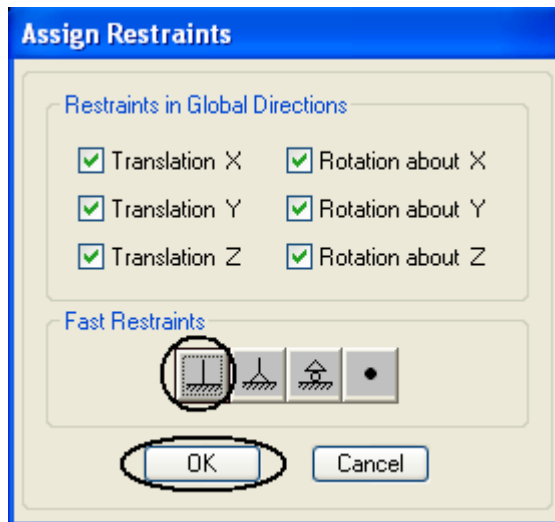 Assign Restraints
Restraints in Global Directions
Translation X Rotation about X
Translation Y Rotation about Y
Translation Z Rotation about Z
Fast Restraints
OK Cancel